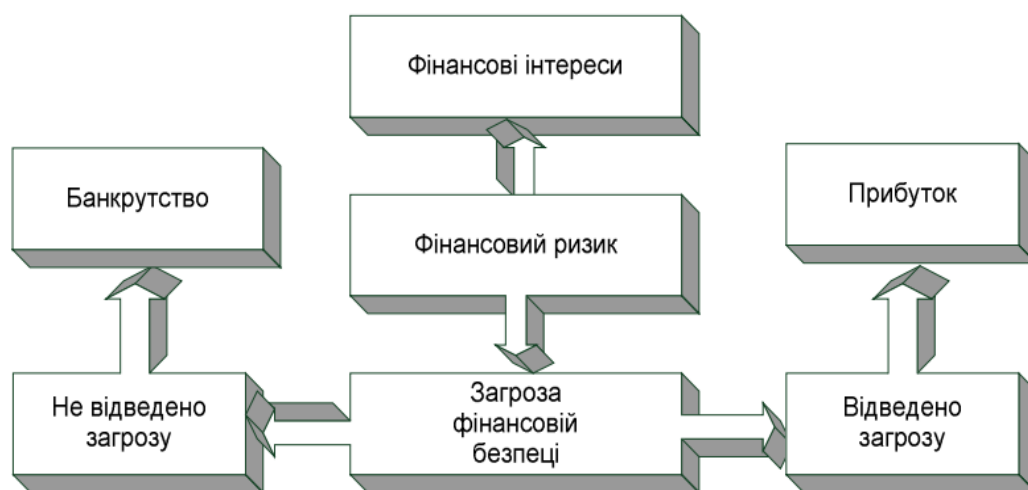 Фінансові інтереси
Банкрутство
Прибуток
Фінансовий ризик
Не відведено
загрозу
Загроза
фінансовій
безпеці
Відведено
загрозу